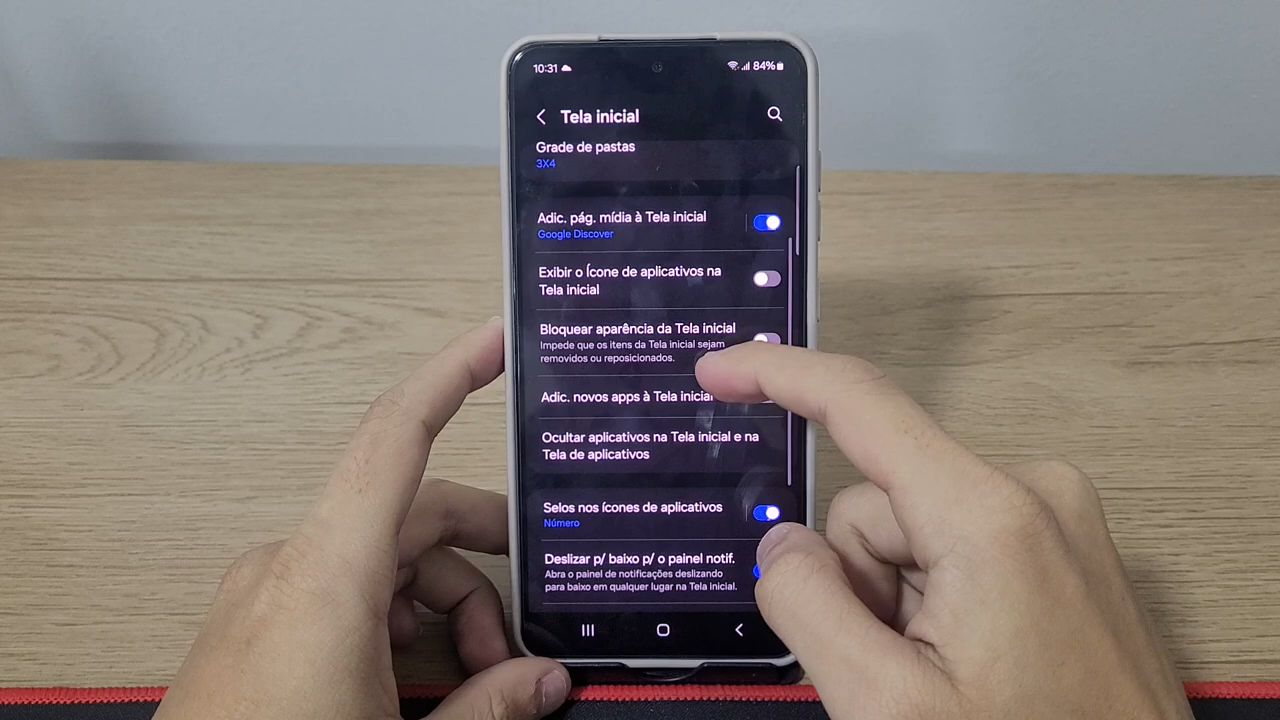 10:31 84%
Tela inicial
Grade de pastas
3X4
Adic. pág. mídia à Tela inicial
Google Discover
Exibir o ícone de aplicativos na
Tela inicial
Bloquear aparência da Tela inicial
Impede que os itens da Tela inicial sejam
removidos ou reposicionados.
Adic. novos apps à Tela inicial
Ocultar aplicativos na Tela inicial e na
Tela de aplicativos
Selos nos ícones de aplicativos
Número
Deslizar p/ baixo p/ o painel notif.
Abra o painel de notificações deslizando
para baixo em qualquer lugar na Tela inicial.